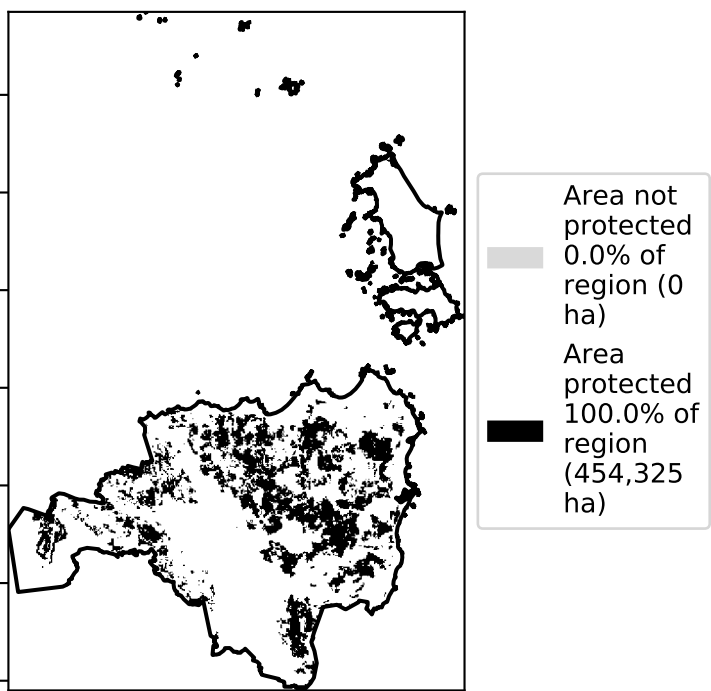 Area not
protected
0.0% of
region (0
ha)
Area
protected
100.0% of
region
(454,325
ha)